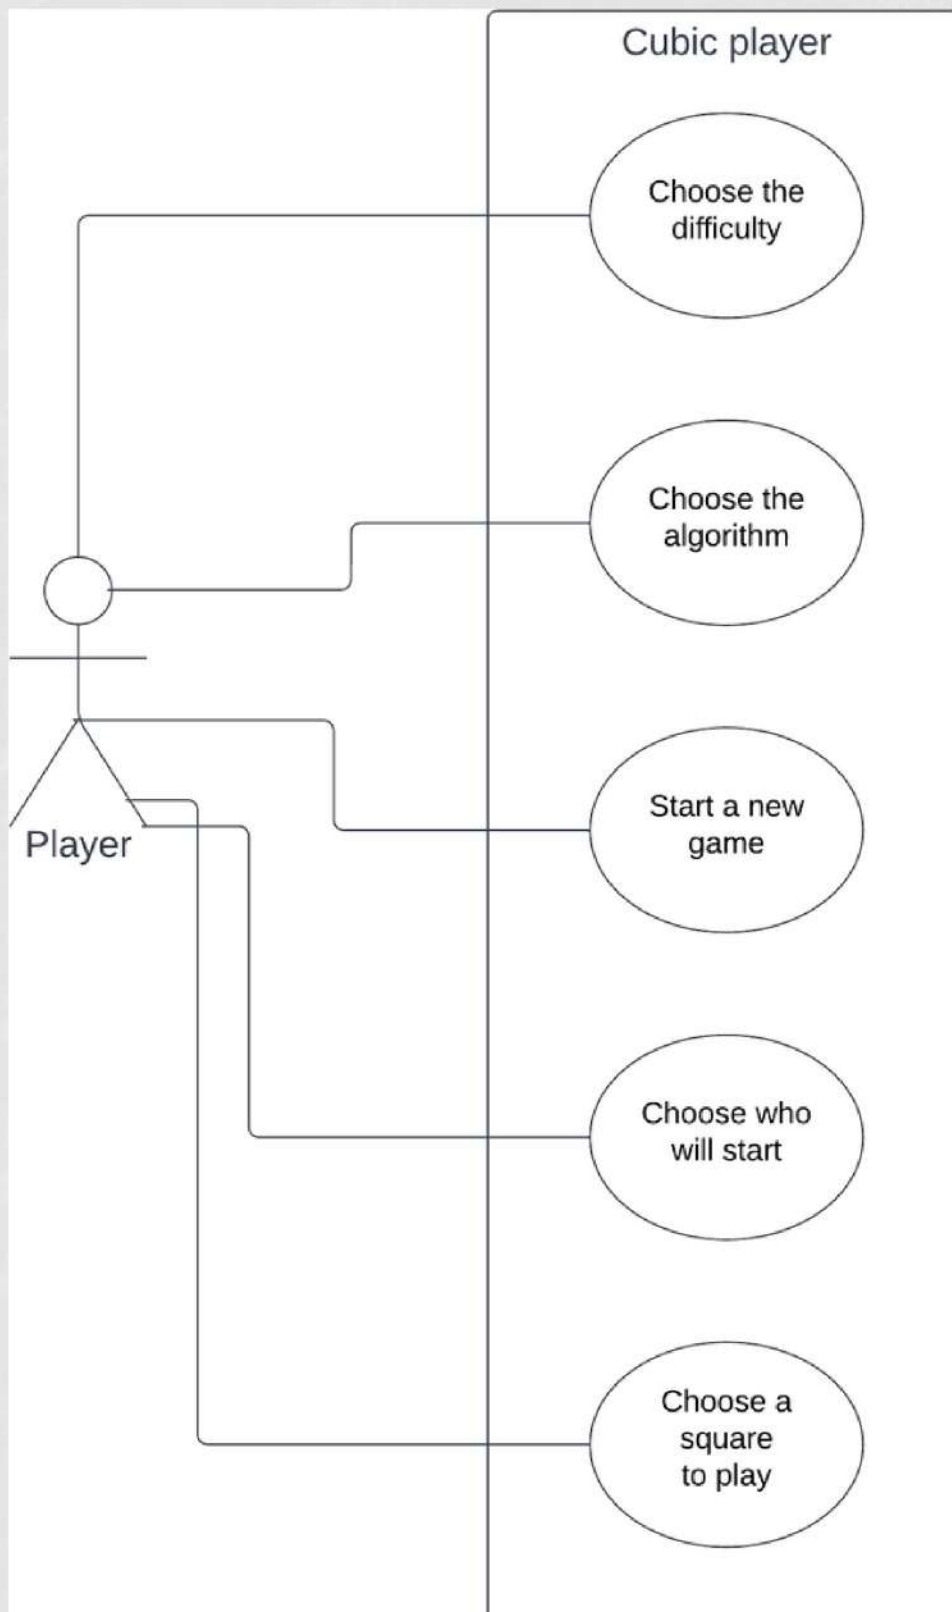 Cubic player
Choose the
difficulty
Choose the
algorithm
Start a new
game
Player
Choose who
will start
Choose a
square
to play